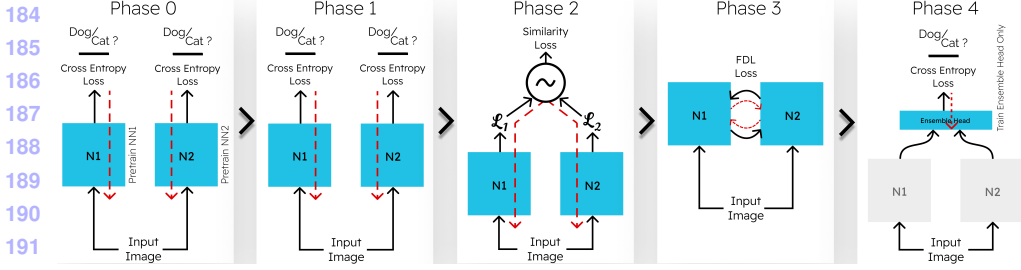 184
185
186
187
188
189
190
191
Phase 0
Dog/
Cat ?
Dog/
Cat ?
Cross Entropy
Loss
Cross Entropy
Loss
N1
Pretrain NN1
N2
Pretrain NN2
Input
Image
Phase 1
Dog/
Cat ?
Dog/
Cat ?
Cross Entropy
Loss
Cross Entropy
Loss
N1
N2
Input
Image
Phase 2
Similarity
Loss
~
ℒ1
ℒ2
N1
N2
Input
Image
Phase 3
FDL
Loss
N1
N2
Input
Image
Phase 4
Dog/
Cat ?
Cross Entropy
Loss
Train Ensemble Head Only
Ensemble Head
N1
N2
Input
Image